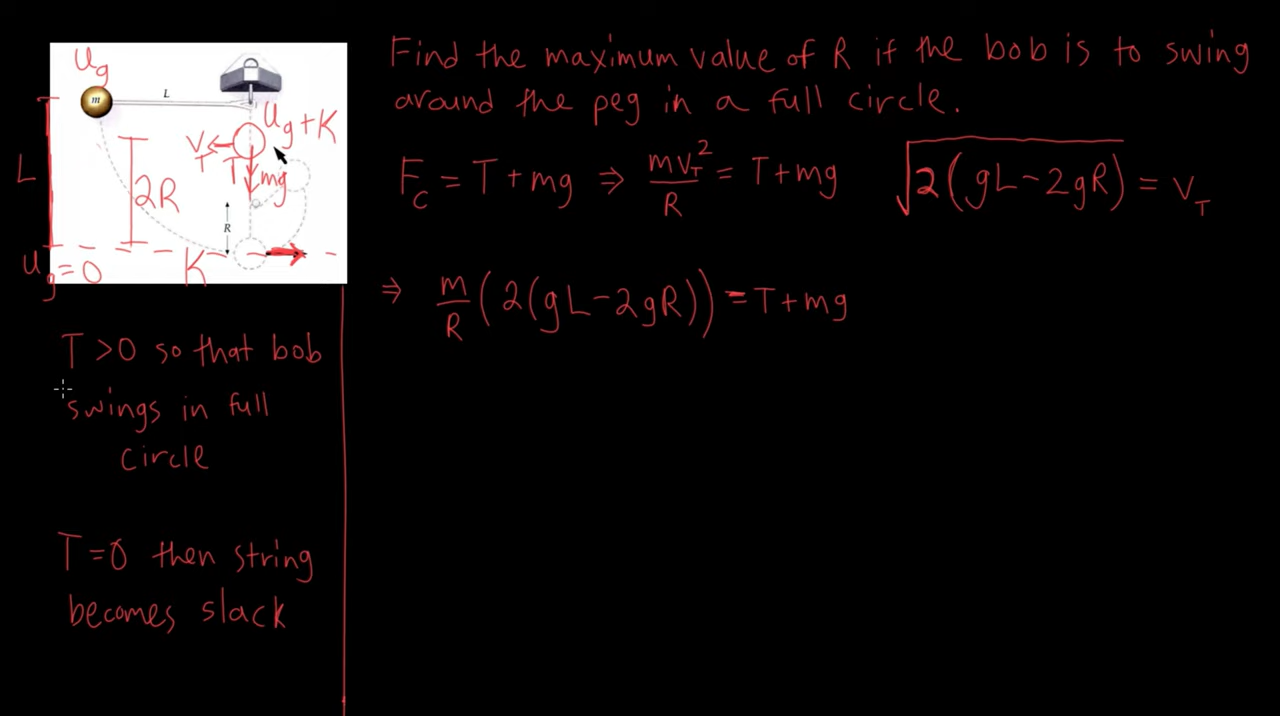 Find the maximum value of R if the bob is to swing
around the peg in a full circle.
U_g
m
L
U_g + K
V_T
T
mg
L
2R
R
U_g = 0
K
F_c = T + mg ⇒ mv_T²/R = T + mg
√(2(gL − 2gR)) = v_T
⇒ m/R (2(gL − 2gR)) = T + mg
T > 0 so that bob
swings in full
circle
T = 0 then string
becomes slack